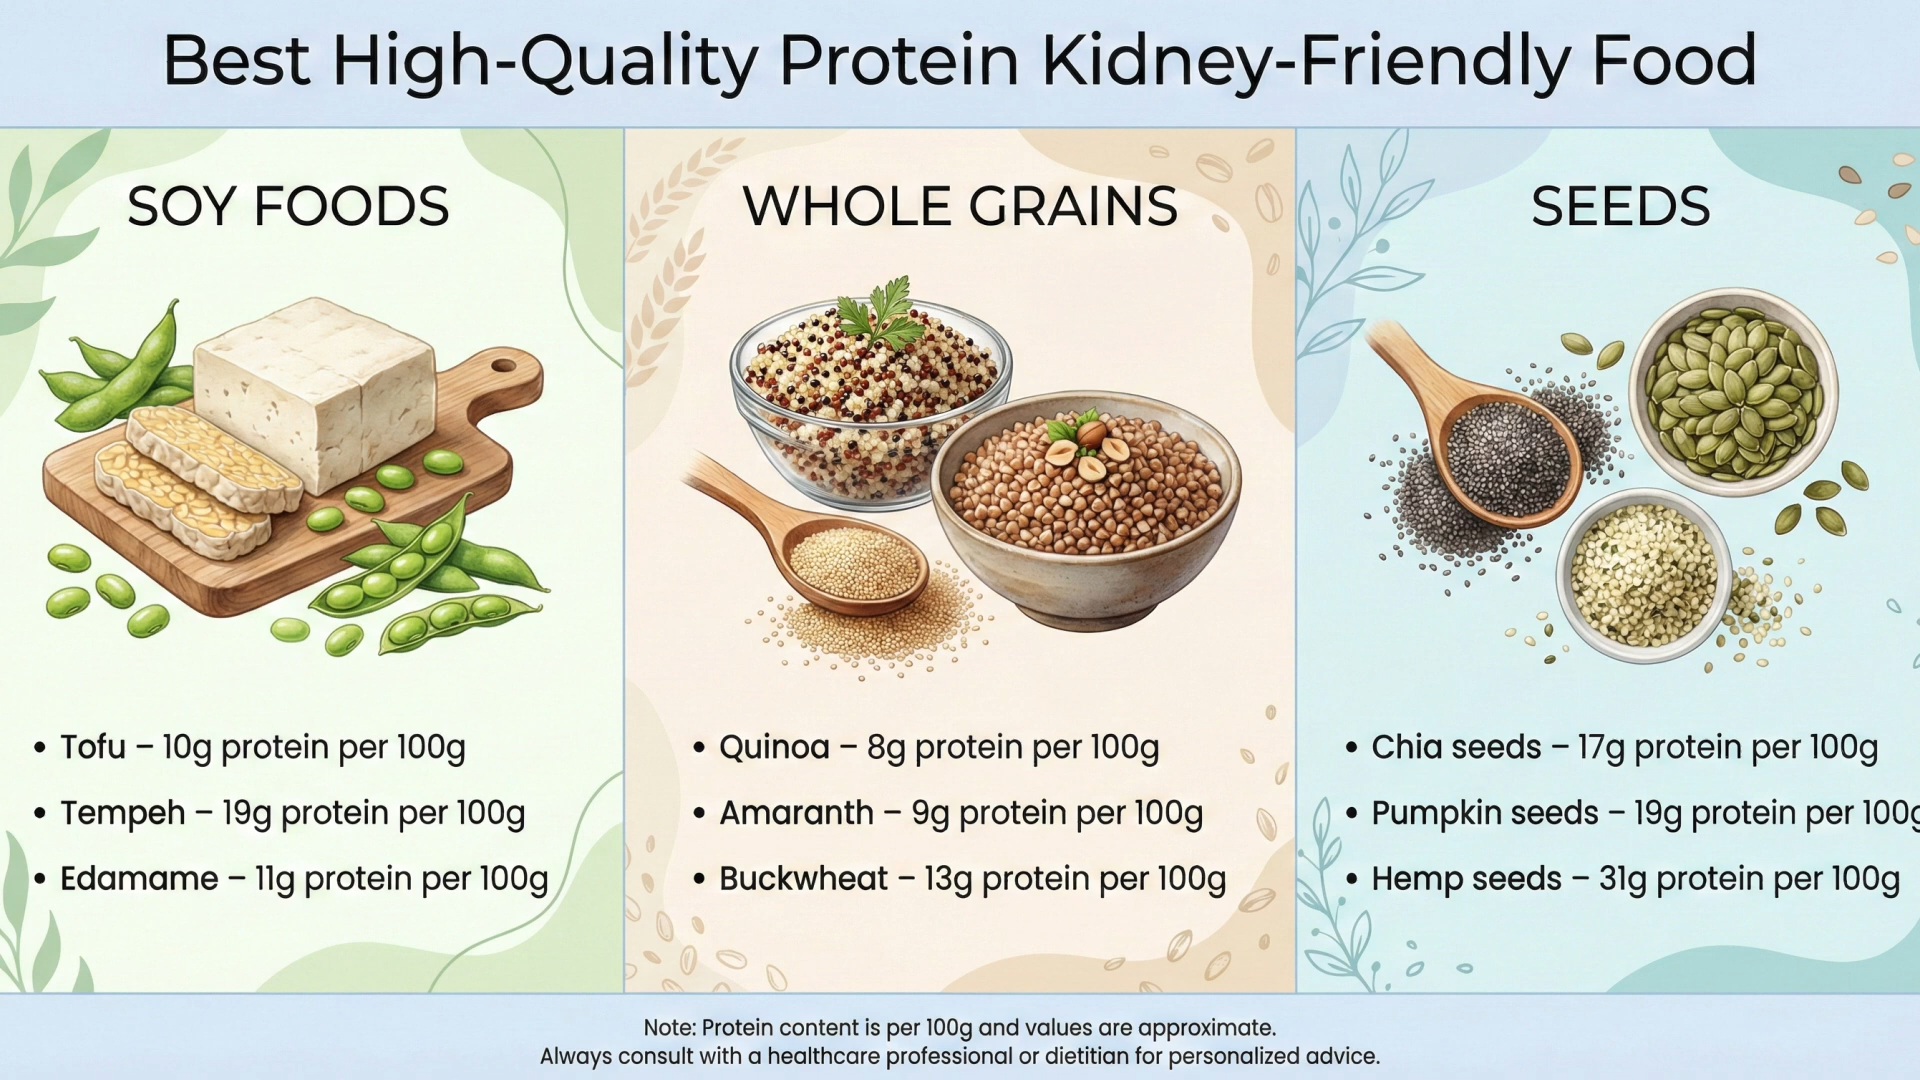 Best High-Quality Protein Kidney-Friendly Food
SOY FOODS
• Tofu – 10g protein per 100g
• Tempeh – 19g protein per 100g
• Edamame – 11g protein per 100g
WHOLE GRAINS
• Quinoa – 8g protein per 100g
• Amaranth – 9g protein per 100g
• Buckwheat – 13g protein per 100g
SEEDS
• Chia seeds – 17g protein per 100g
• Pumpkin seeds – 19g protein per 100g
• Hemp seeds – 31g protein per 100g
Note: Protein content is per 100g and values are approximate.
Always consult with a healthcare professional or dietitian for personalized advice.